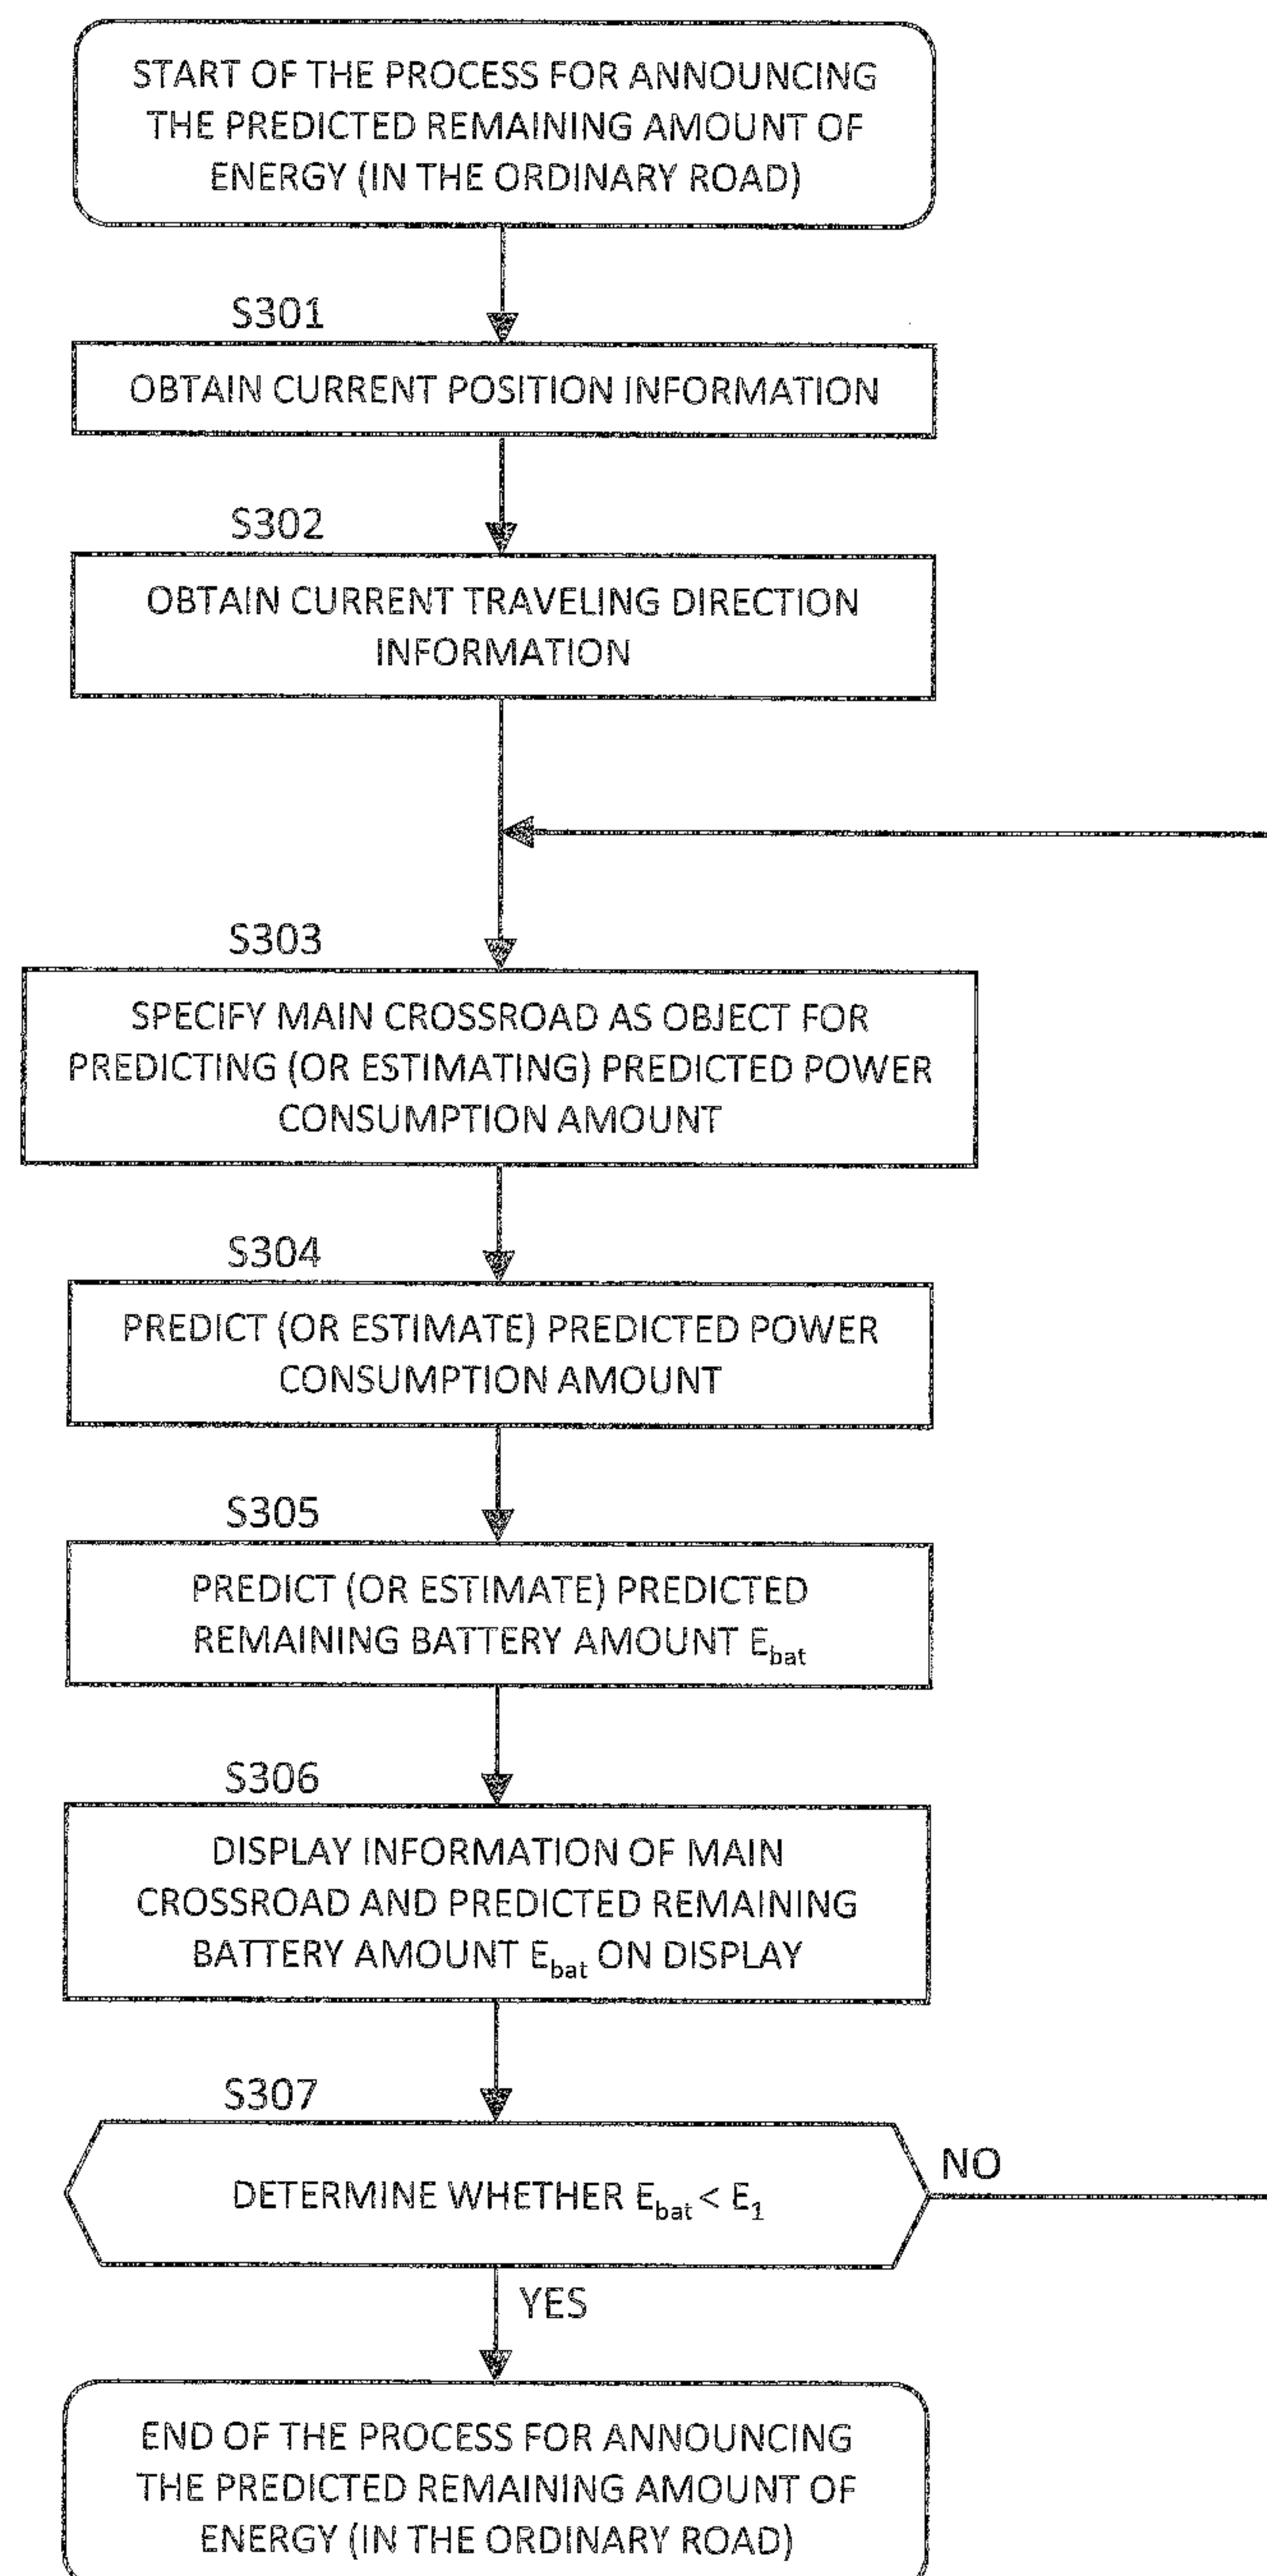 START OF THE PROCESS FOR ANNOUNCING
THE PREDICTED REMAINING AMOUNT OF
ENERGY (IN THE ORDINARY ROAD)
S301
OBTAIN CURRENT POSITION INFORMATION
S302
OBTAIN CURRENT TRAVELING DIRECTION
INFORMATION
S303
SPECIFY MAIN CROSSROAD AS OBJECT FOR
PREDICTING (OR ESTIMATING) PREDICTED POWER
CONSUMPTION AMOUNT
S304
PREDICT (OR ESTIMATE) PREDICTED POWER
CONSUMPTION AMOUNT
S305
PREDICT (OR ESTIMATE) PREDICTED
REMAINING BATTERY AMOUNT Ebat
S306
DISPLAY INFORMATION OF MAIN
CROSSROAD AND PREDICTED REMAINING
BATTERY AMOUNT Ebat ON DISPLAY
S307
DETERMINE WHETHER Ebat < E1
NO
YES
END OF THE PROCESS FOR ANNOUNCING
THE PREDICTED REMAINING AMOUNT OF
ENERGY (IN THE ORDINARY ROAD)